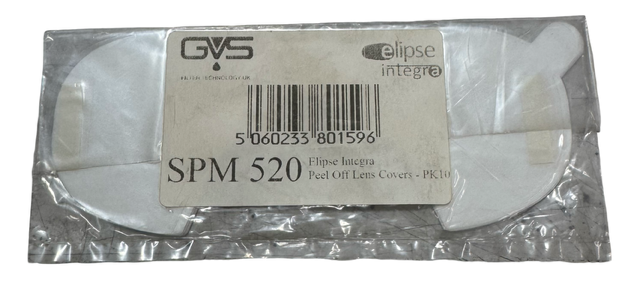 GVS
FILTER TECHNOLOGY UK
elipse
integra
5 060233 801596
SPM 520
Elipse Integra
Peel Off Lens Covers - PK10